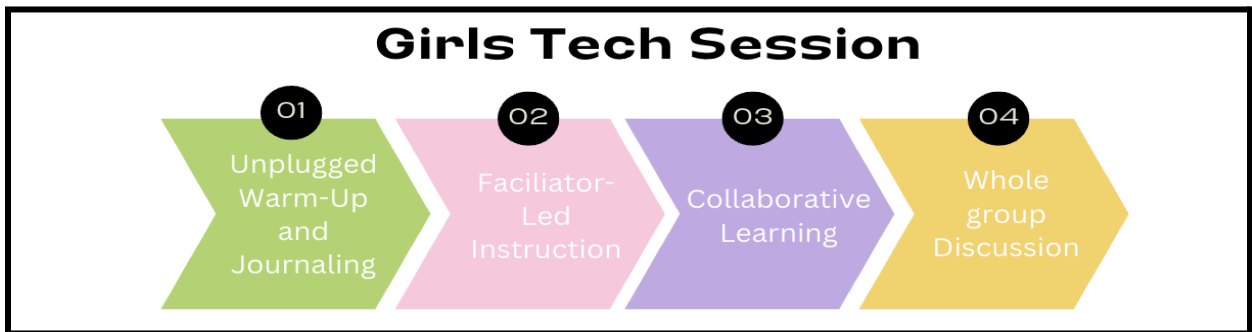 Girls Tech Session
01
Unplugged
Warm-Up
and
Journaling
02
Faciliator-
Led
Instruction
03
Collaborative
Learning
04
Whole
group
Discussion